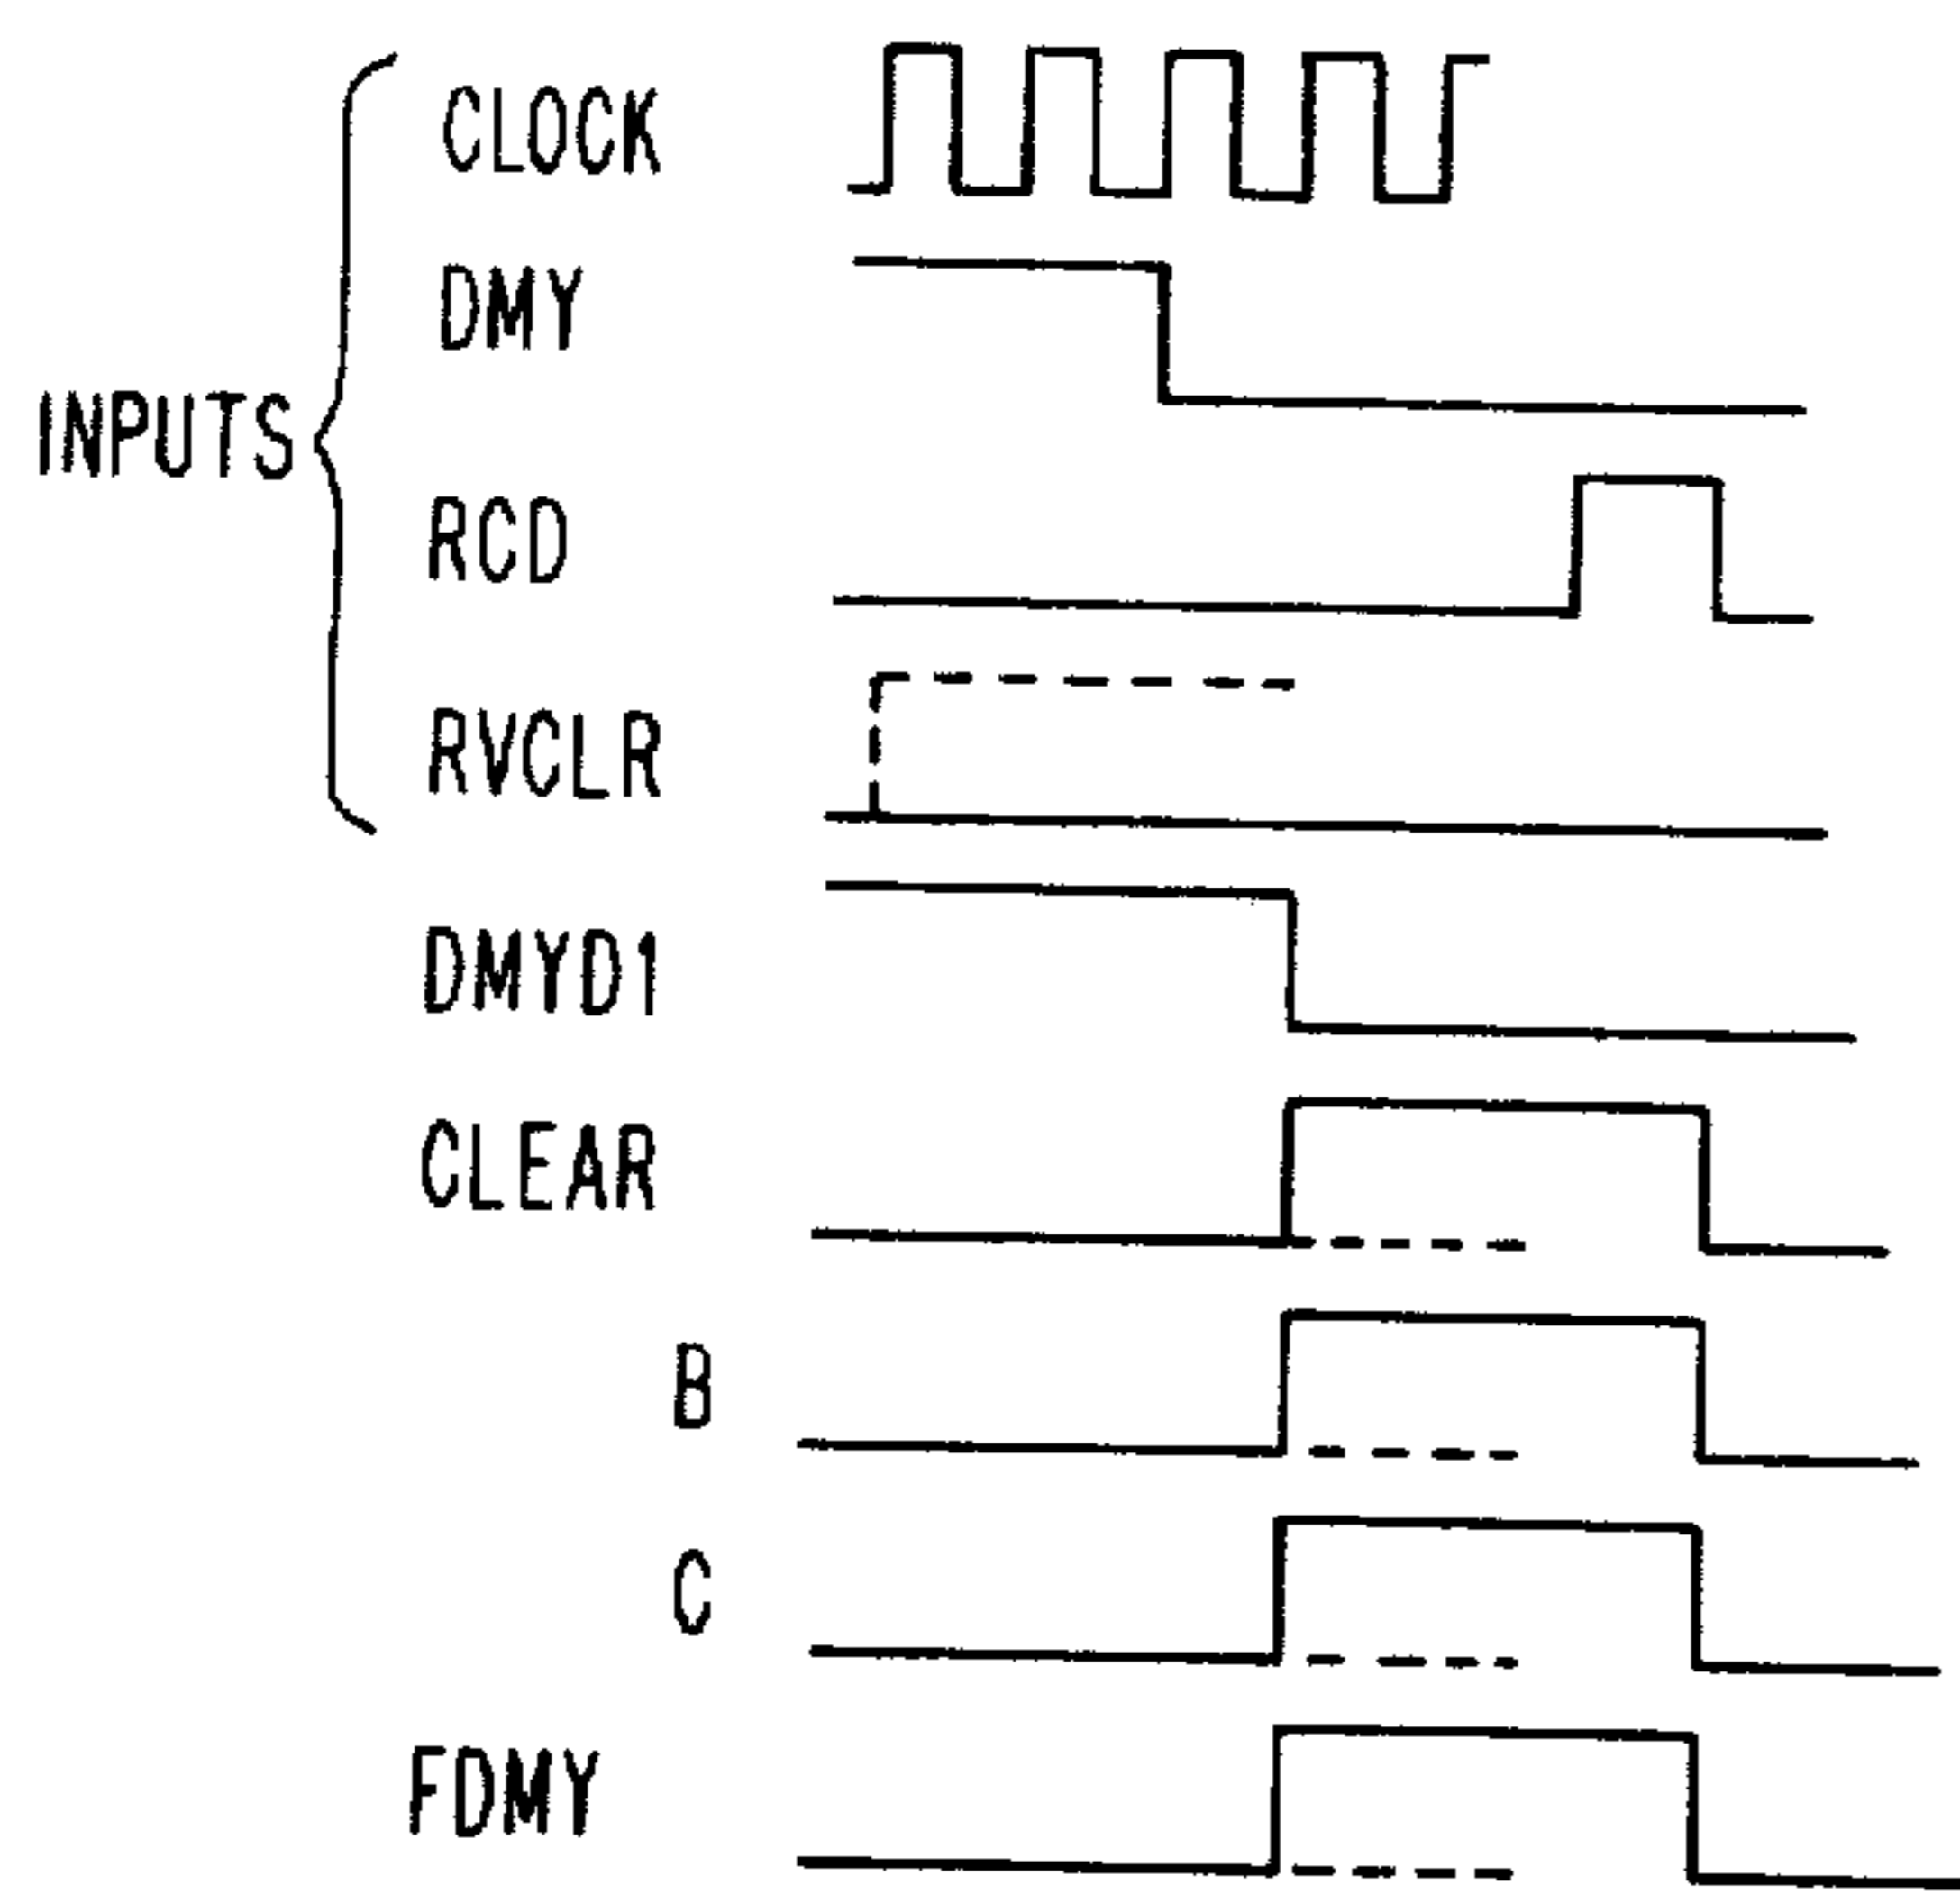 CLOCK
DMY
INPUTS
RCD
RVCLR
DMYD1
CLEAR
B
C
FDMY